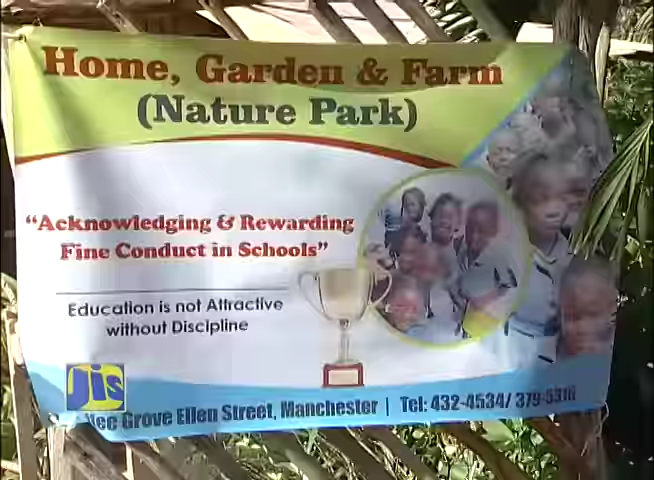 Home, Garden & Farm
(Nature Park)
“Acknowledging & Rewarding
Fine Conduct in Schools”
Education is not Attractive
without Discipline
jis
Grove Ellen Street, Manchester | Tel: 432-4534/ 379-5316